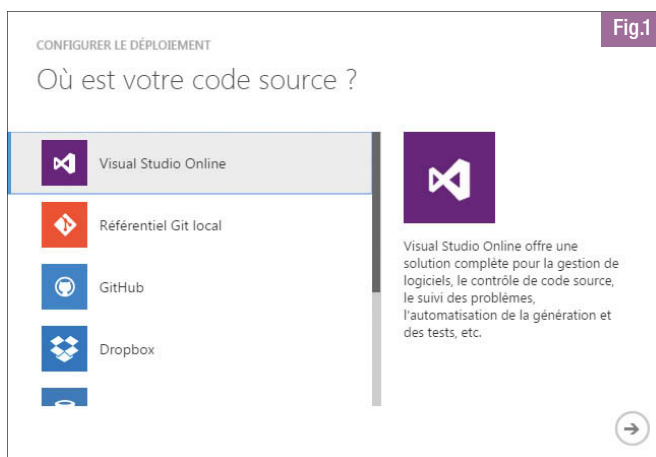 Fig.1
CONFIGURER LE DÉPLOIEMENT
Où est votre code source ?
Visual Studio Online
Référentiel Git local
GitHub
Dropbox
Visual Studio Online offre une
solution complète pour la gestion de
logiciels, le contrôle de code source,
le suivi des problèmes,
l'automatisation de la génération et
des tests, etc.